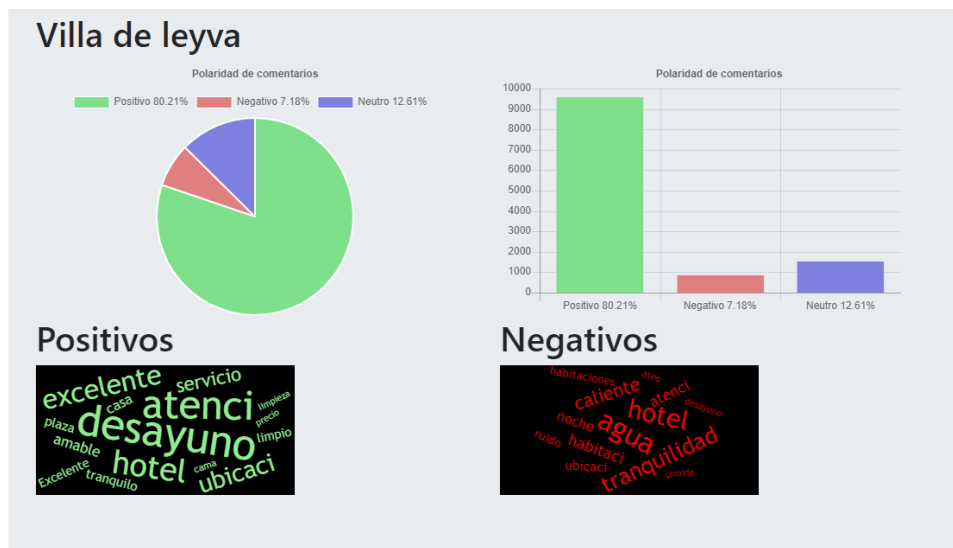 Villa de leyva
Polaridad de comentarios
Positivo 80.21% Negativo 7.18% Neutro 12.61%
Polaridad de comentarios
10000
9000
8000
7000
6000
5000
4000
3000
2000
1000
0
Positivo 80.21% Negativo 7.18% Neutro 12.61%
Positivos
excelente
servicio
casa
atenci
limpieza
precio
plaza
desayuno
limpio
amable
hotel
cama
ubicaci
Excelente
tranquilo
Negativos
habitaciones
aseo
caliente
atenci
desayuno
hotel
noche
agua
ruido
habitaci
tranquilidad
ubicaci
comida